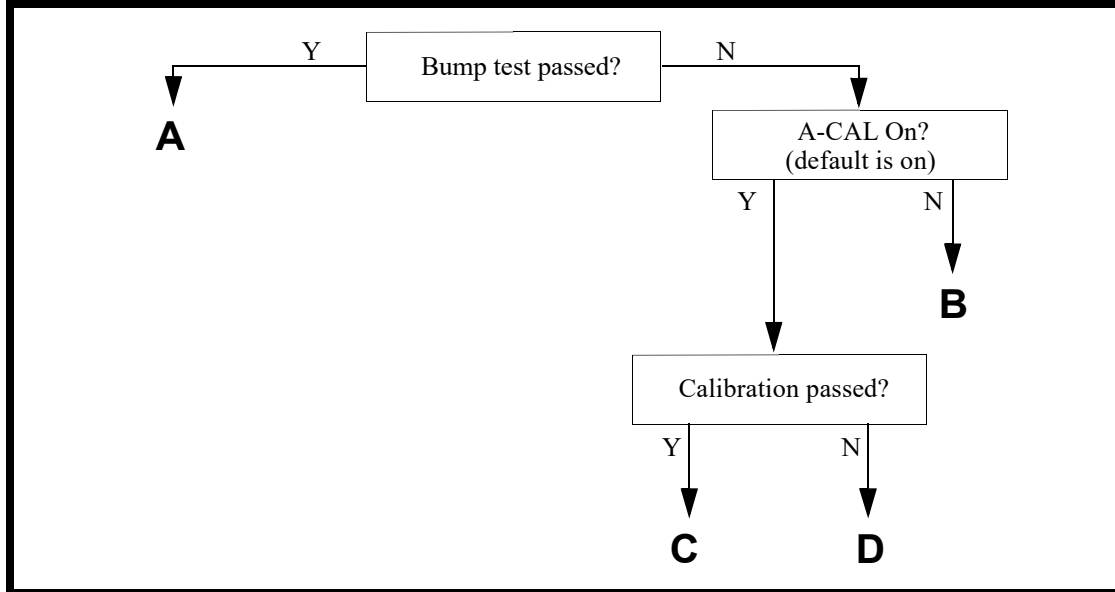 Y
Bump test passed?
N
A
A-CAL On?
(default is on)
Y
N
B
Calibration passed?
Y
N
C
D